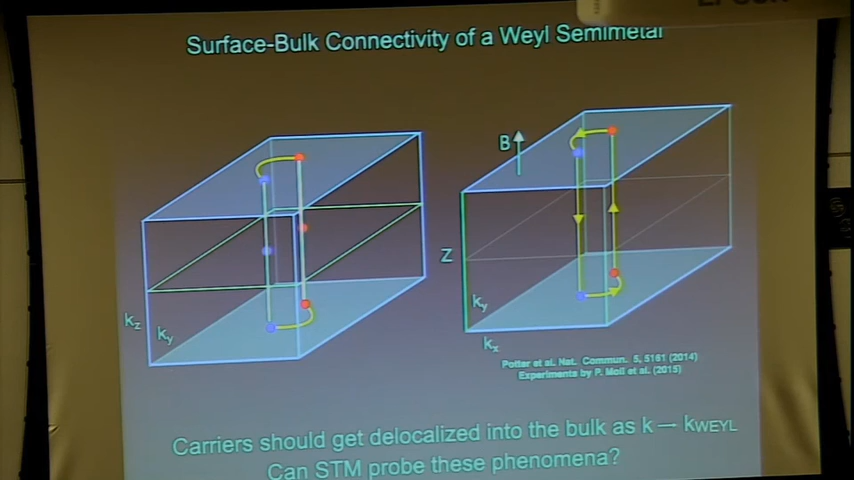 Surface-Bulk Connectivity of a Weyl Semimetal
B
Z
kz
ky
ky
kx
Potter et al. Nat. Commun. 5, 5161 (2014)
Experiments by P. Moll et al. (2015)
Carriers should get delocalized into the bulk as k — kWEYL
Can STM probe these phenomena?